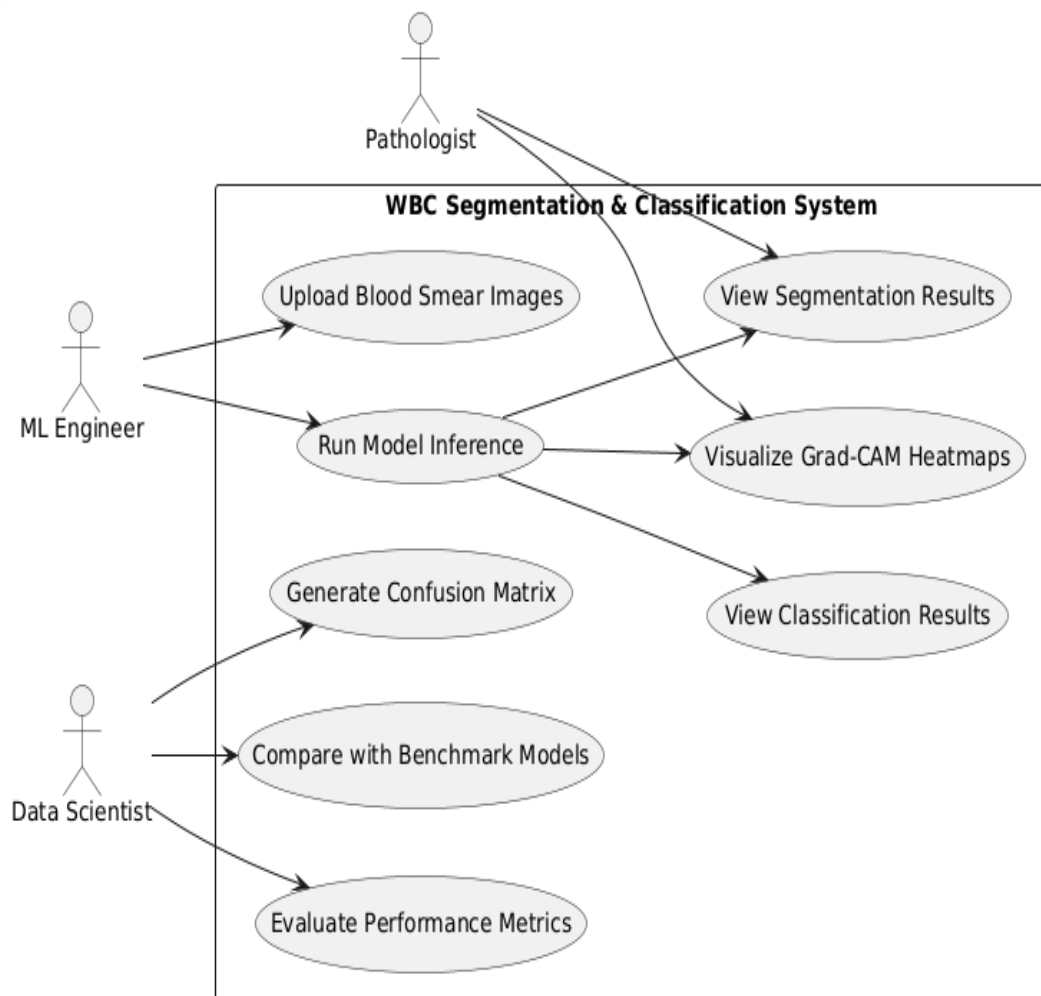 Pathologist
WBC Segmentation & Classification System
Upload Blood Smear Images
View Segmentation Results
ML Engineer
Run Model Inference
Visualize Grad-CAM Heatmaps
Generate Confusion Matrix
View Classification Results
Compare with Benchmark Models
Data Scientist
Evaluate Performance Metrics